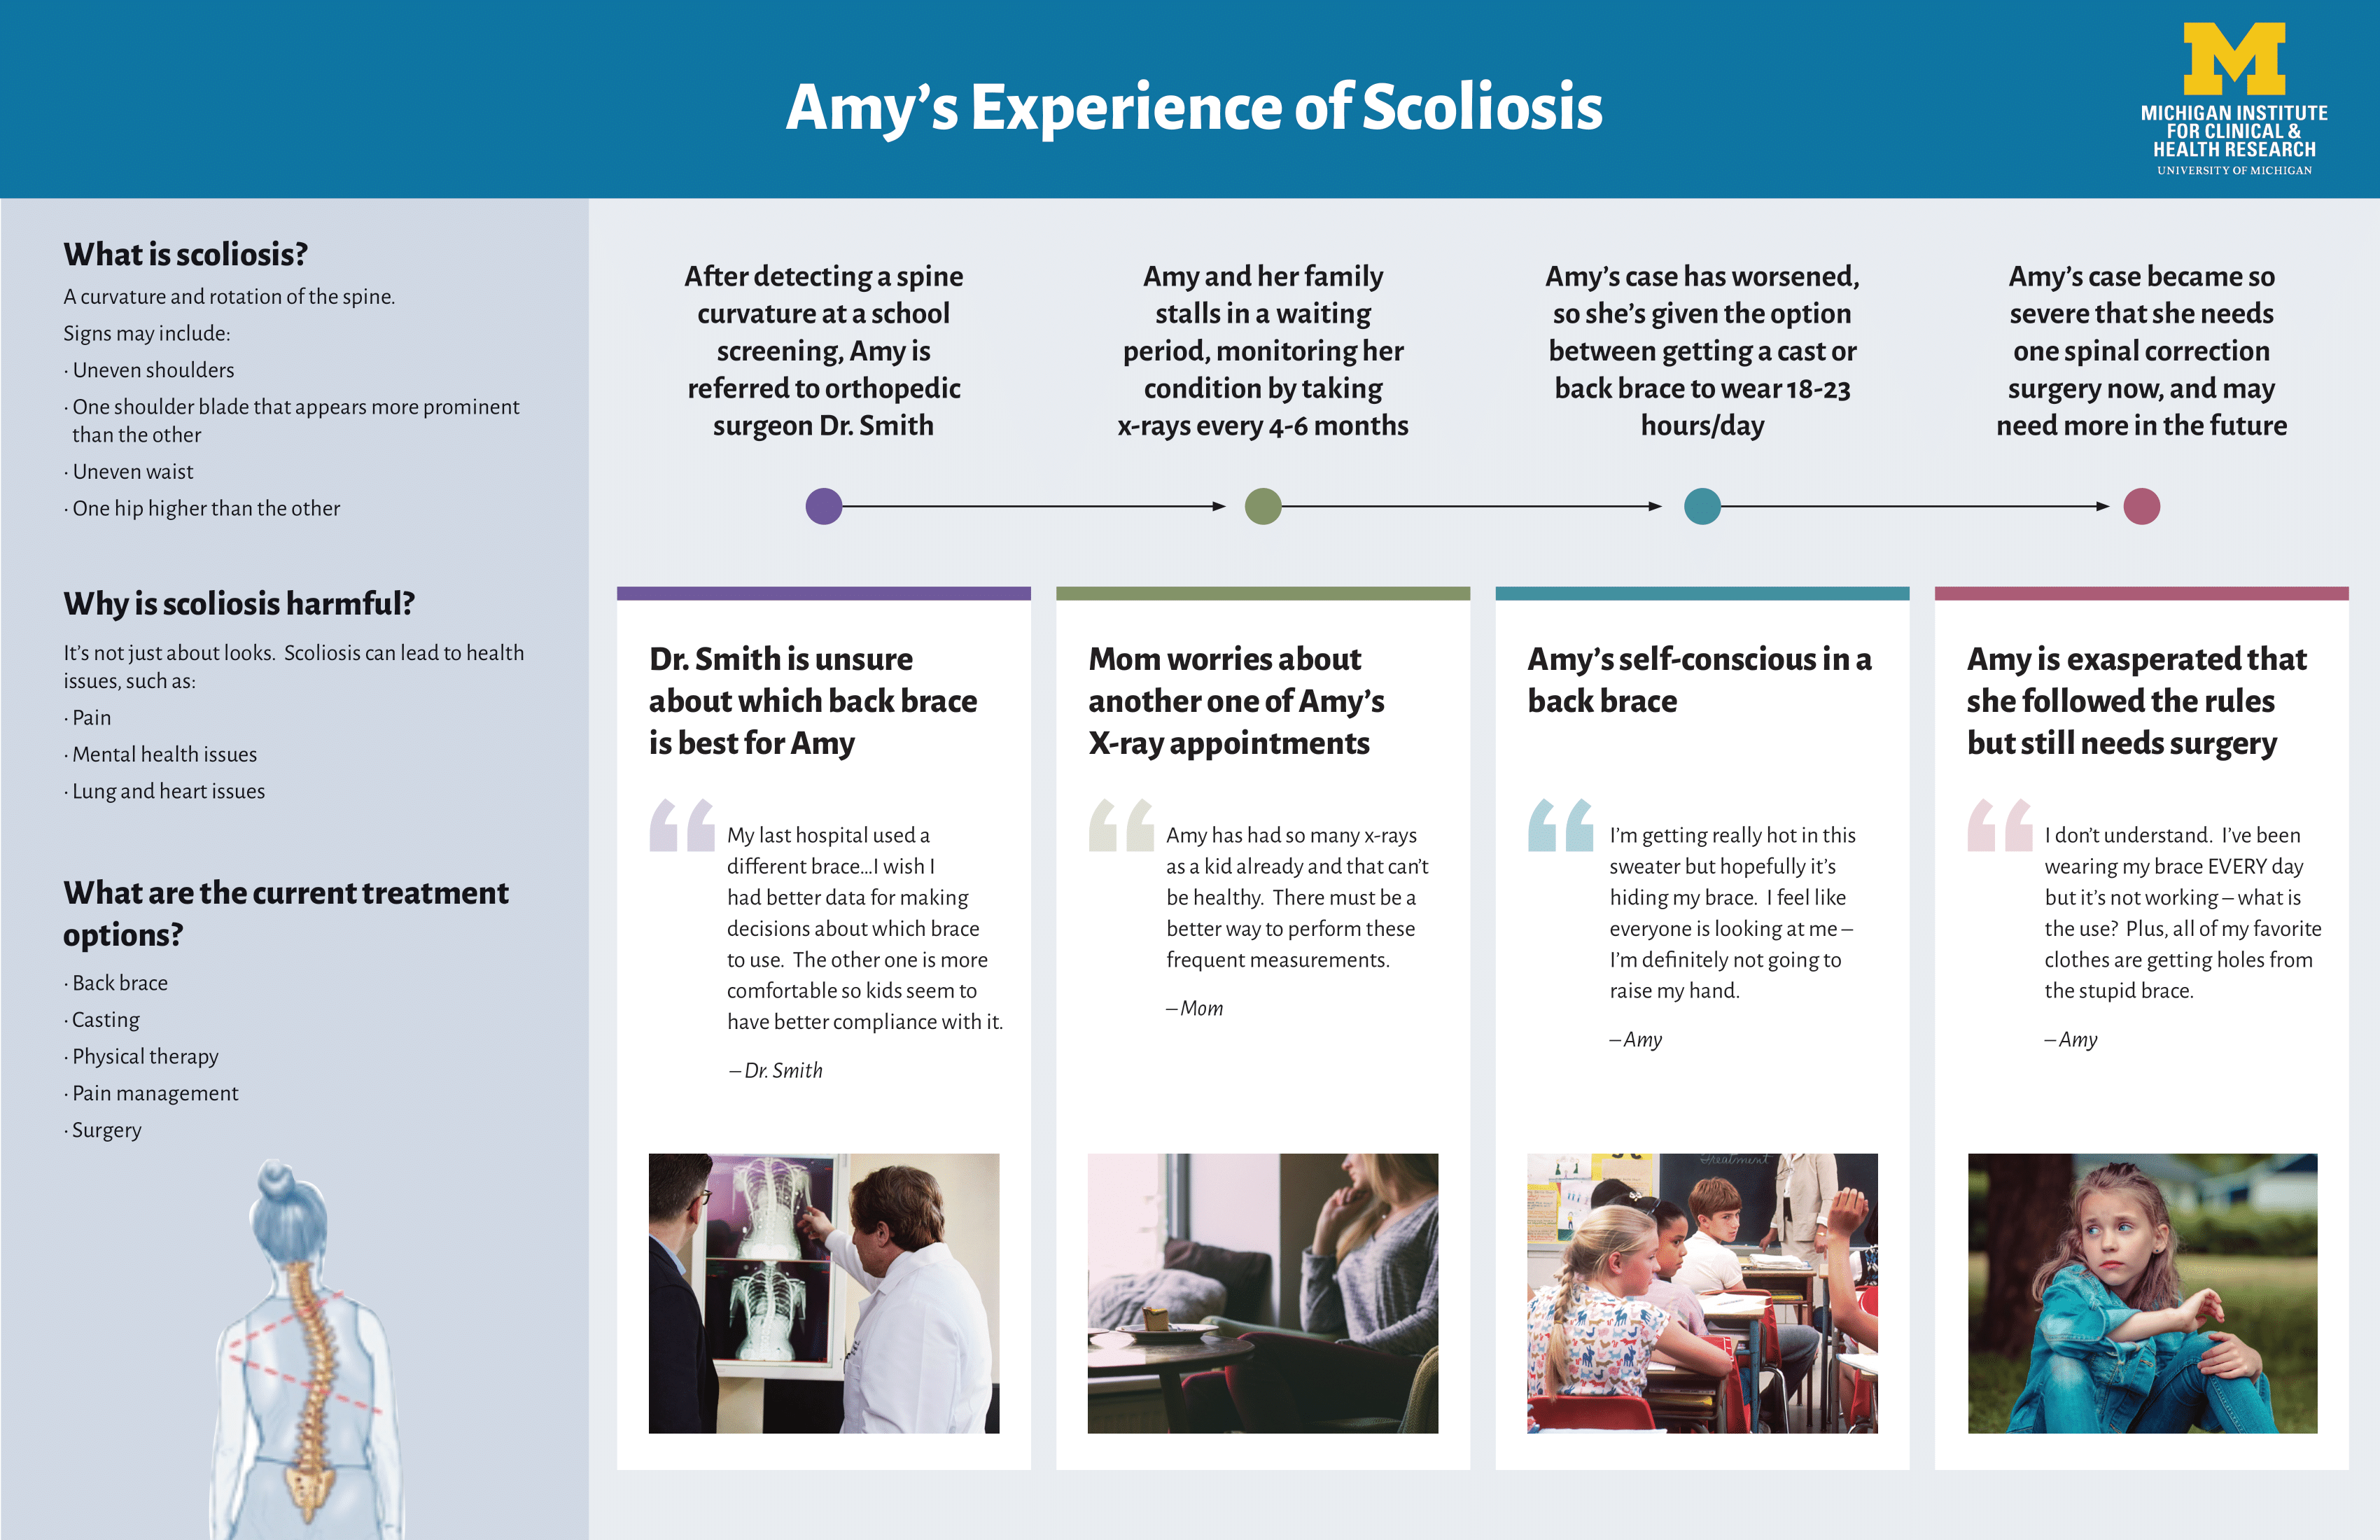 Amy's Experience of Scoliosis
M
MICHIGAN INSTITUTE
FOR CLINICAL &
HEALTH RESEARCH
UNIVERSITY OF MICHIGAN
What is scoliosis?
A curvature and rotation of the spine.
Signs may include:
· Uneven shoulders
· One shoulder blade that appears more prominent
than the other
· Uneven waist
· One hip higher than the other
Why is scoliosis harmful?
It's not just about looks.  Scoliosis can lead to health
issues, such as:
· Pain
· Mental health issues
· Lung and heart issues
What are the current treatment
options?
· Back brace
· Casting
· Physical therapy
· Pain management
· Surgery
After detecting a spine
curvature at a school
screening, Amy is
referred to orthopedic
surgeon Dr. Smith
Amy and her family
stalls in a waiting
period, monitoring her
condition by taking
x-rays every 4-6 months
Amy's case has worsened,
so she's given the option
between getting a cast or
back brace to wear 18-23
hours/day
Amy's case became so
severe that she needs
one spinal correction
surgery now, and may
need more in the future
Dr. Smith is unsure
about which back brace
is best for Amy
“ My last hospital used a
different brace...I wish I
had better data for making
decisions about which brace
to use.  The other one is more
comfortable so kids seem to
have better compliance with it.
– Dr. Smith
Mom worries about
another one of Amy's
X-ray appointments
“ Amy has had so many x-rays
as a kid already and that can't
be healthy.  There must be a
better way to perform these
frequent measurements.
– Mom
Amy's self-conscious in a
back brace
“ I'm getting really hot in this
sweater but hopefully it's
hiding my brace.  I feel like
everyone is looking at me –
I'm definitely not going to
raise my hand.
– Amy
Treatment
Amy is exasperated that
she followed the rules
but still needs surgery
“ I don't understand.  I've been
wearing my brace EVERY day
but it's not working – what is
the use?  Plus, all of my favorite
clothes are getting holes from
the stupid brace.
– Amy